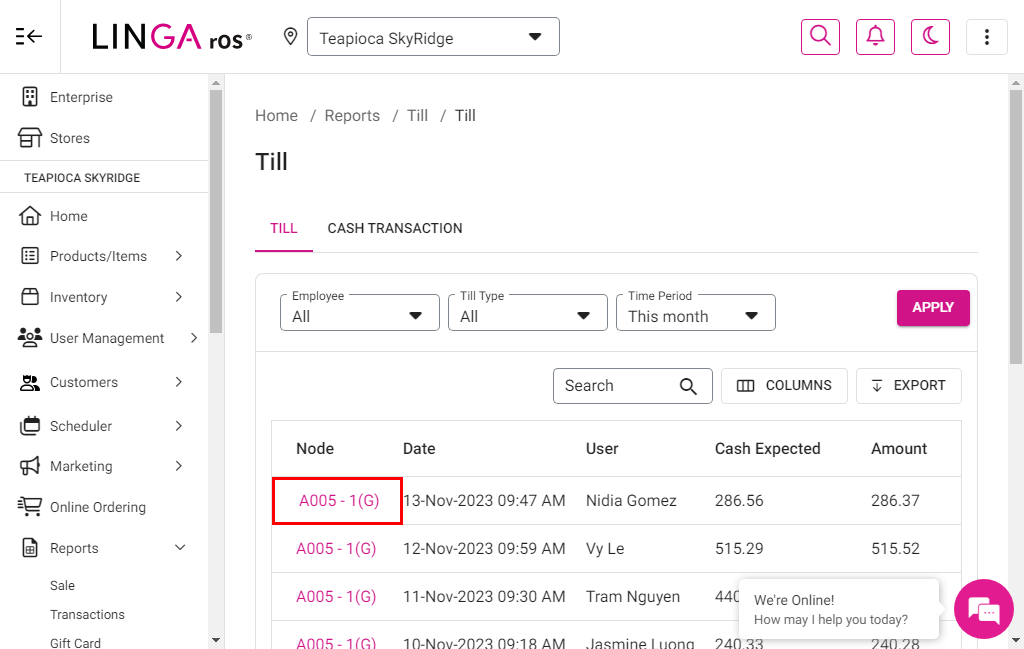 LINGA ros®
Teapioca SkyRidge
Enterprise
Stores
TEAPIOCA SKYRIDGE
Home
Products/Items
Inventory
User Management
Customers
Scheduler
Marketing
Online Ordering
Reports
Sale
Transactions
Gift Card
Home / Reports / Till / Till
Till
TILL CASH TRANSACTION
Employee Till Type Time Period
All All This month APPLY
Search COLUMNS EXPORT
Node Date User Cash Expected Amount
A005 - 1(G) 13-Nov-2023 09:47 AM Nidia Gomez 286.56 286.37
A005 - 1(G) 12-Nov-2023 09:59 AM Vy Le 515.29 515.52
A005 - 1(G) 11-Nov-2023 09:30 AM Tram Nguyen
A005 - 1(G) 10-Nov-2023 09:18 AM Jasmine Luong 240.33 240.28
We're Online!
How may I help you today?